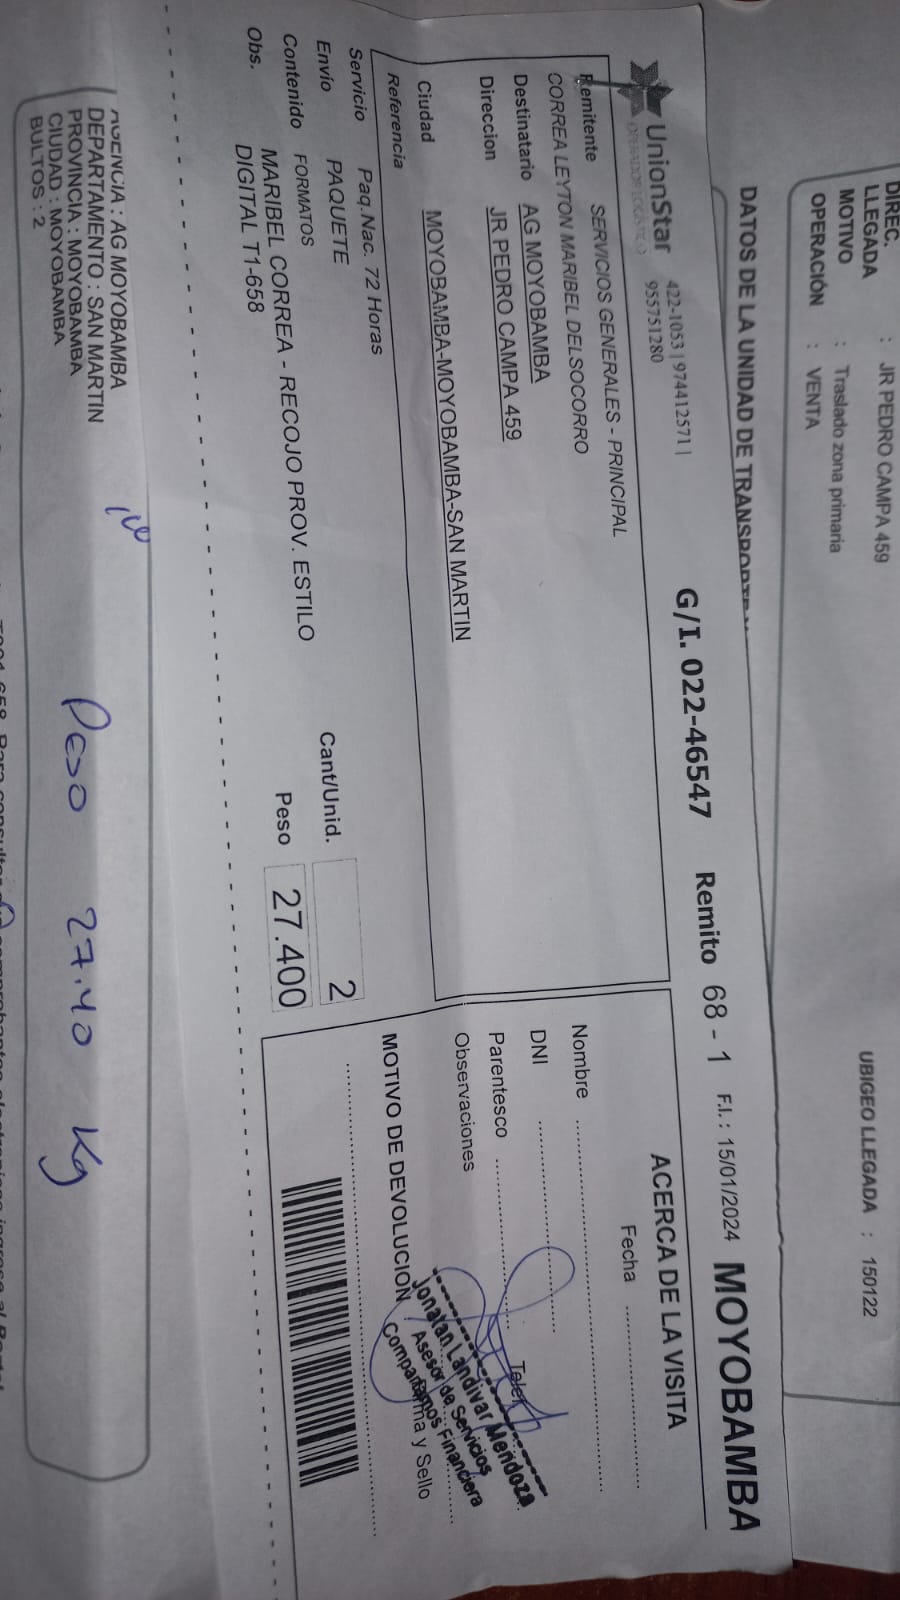 DIREC.
LLEGADA : JR PEDRO CAMPA 459
UBIGEO LLEGADA : 150122
MOTIVO : Traslado zona primaria
OPERACIÓN : VENTA
DATOS DE LA UNIDAD DE TRANSPORTE
UnionStar
OPERADOR LOGÍSTICO
422-1053 | 974412571 |
955751280
G/I. 022-46547 Remito 68 - 1 F.I. : 15/01/2024 MOYOBAMBA
Remitente SERVICIOS GENERALES - PRINCIPAL
CORREA LEYTON MARIBEL DELSOCORRO
Destinatario AG MOYOBAMBA
Direccion JR PEDRO CAMPA 459
Ciudad MOYOBAMBA-MOYOBAMBA-SAN MARTIN
Referencia
Servicio Paq.Nac. 72 Horas
Envío PAQUETE
Contenido FORMATOS
Obs. MARIBEL CORREA - RECOJO PROV. ESTILO
DIGITAL T1-658
Cant/Unid. 2
Peso 27.400
ACERCA DE LA VISITA
Fecha
Nombre
DNI
Parentesco
Observaciones
Jonatan Landivar Mendoza
Asesor de Servicios
Financiera
y Sello
MOTIVO DE DEVOLUCION
AGENCIA : AG MOYOBAMBA
DEPARTAMENTO : SAN MARTIN
PROVINCIA : MOYOBAMBA
CIUDAD : MOYOBAMBA
BULTOS : 2
Peso 27.40 Kg